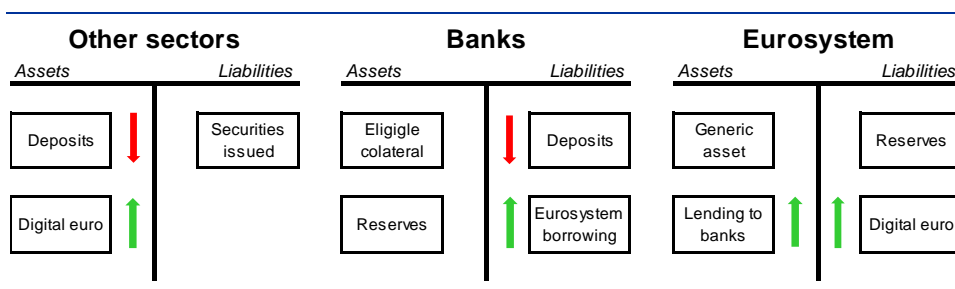 Other sectors
Banks
Eurosystem
Assets
Liabilities
Assets
Liabilities
Assets
Liabilities
Deposits
Securities
issued
Eligigle
colateral
Deposits
Generic
asset
Reserves
Digital euro
Reserves
Eurosystem
borrowing
Lending to
banks
Digital euro